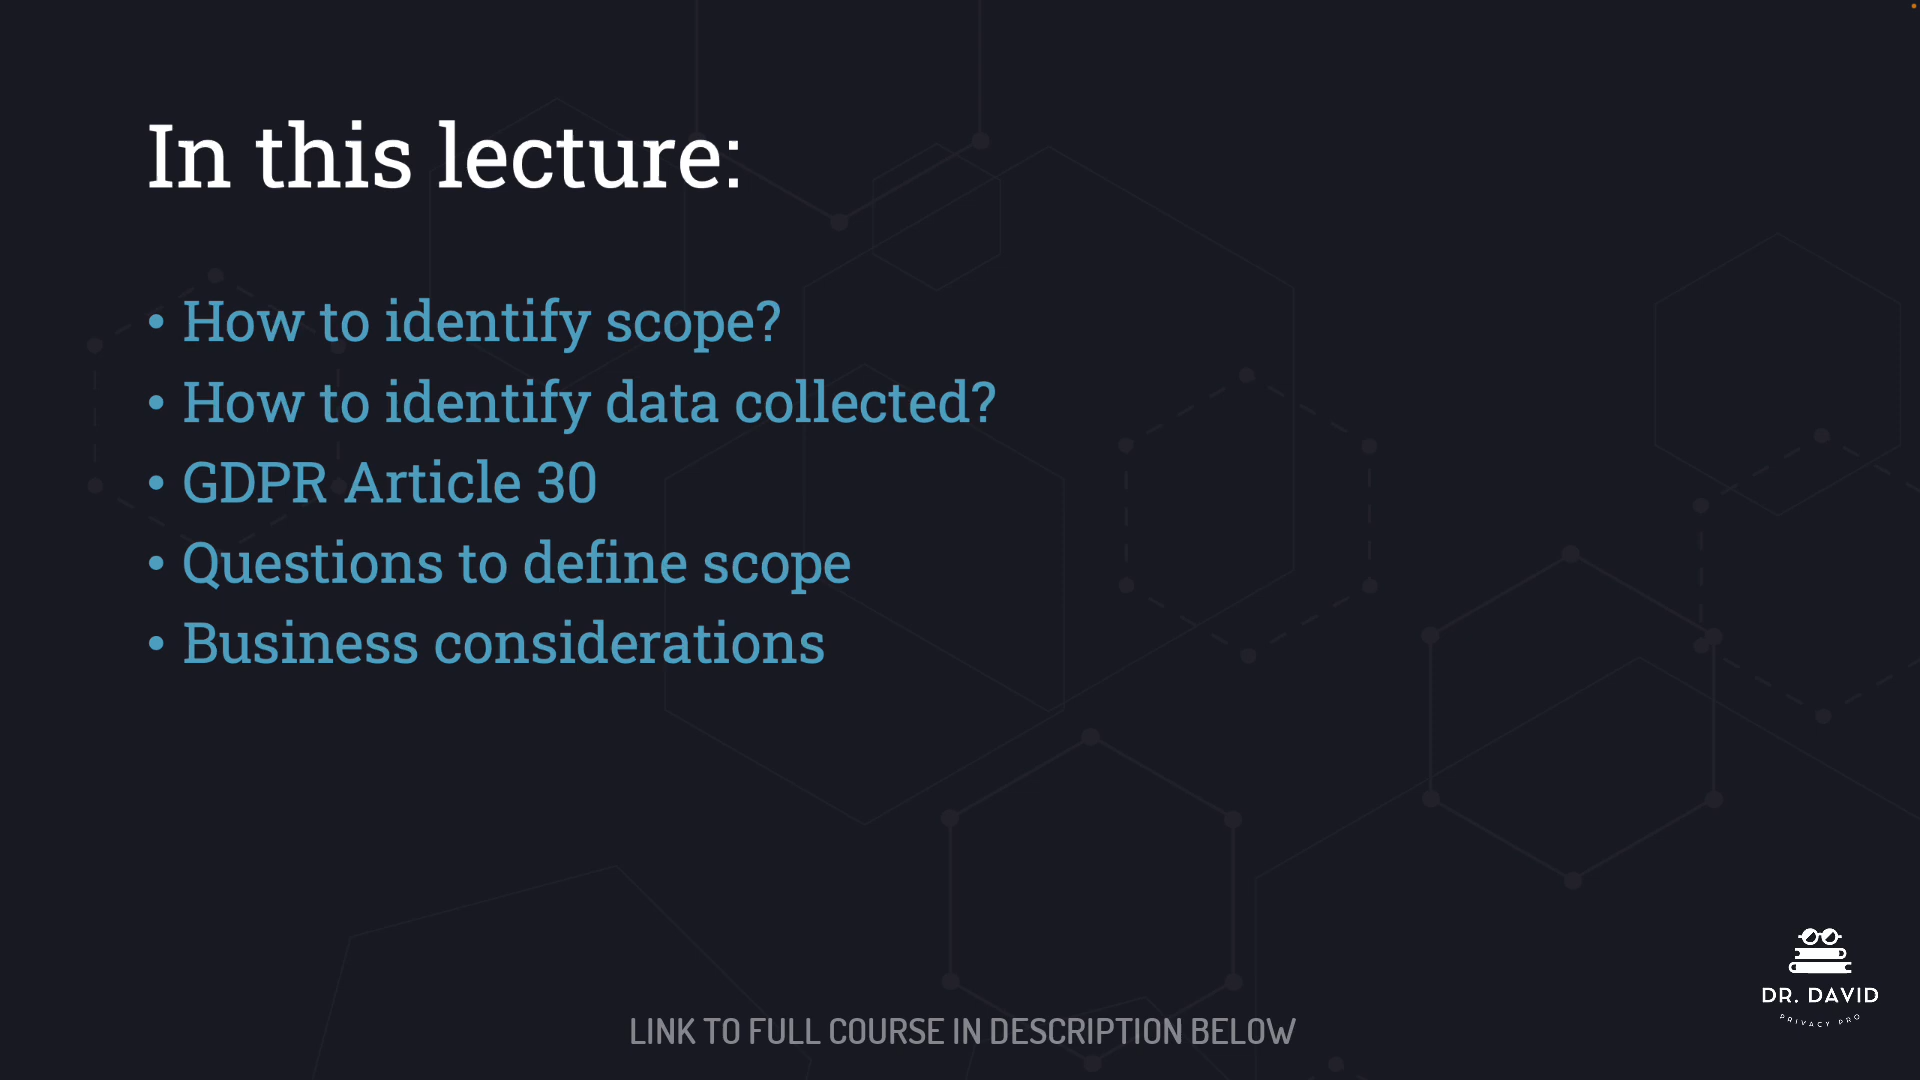 In this lecture:
• How to identify scope?
• How to identify data collected?
• GDPR Article 30
• Questions to define scope
• Business considerations
DR. DAVID
PRIVACY PRO
LINK TO FULL COURSE IN DESCRIPTION BELOW